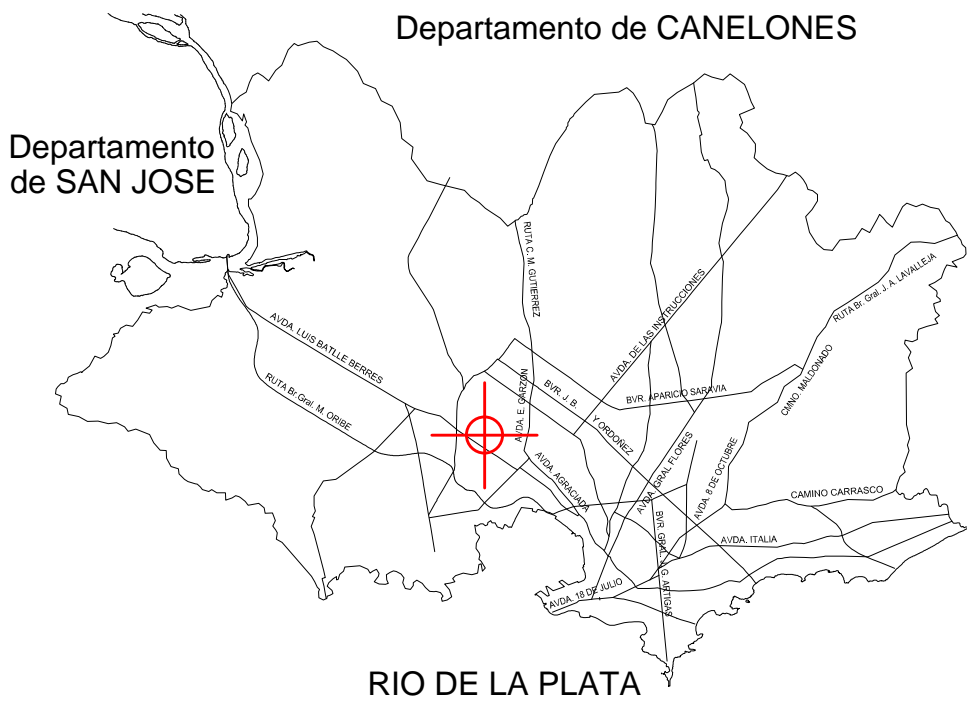 Departamento de CANELONES
Departamento
de SAN JOSE
RUTA C. M. GUTIERREZ
RUTA Br. Gral. J. A. LAVALLEJA
AVDA. DE LAS INSTRUCCIONES
AVDA. LUIS BATLLE BERRES
RUTA Br.Gral. M. ORIBE
AVDA. E. GARZON
BVR. J. B.
Y ORDOÑEZ
BVR. APARICIO SARAVIA
CMNO. MALDONADO
AVDA. AGRACIADA
AVDA. GRAL FLORES
AVDA. 8 DE OCTUBRE
CAMINO CARRASCO
BVR. GRAL. J. G. ARTIGAS
AVDA. ITALIA
AVDA. 18 DE JULIO
RIO DE LA PLATA